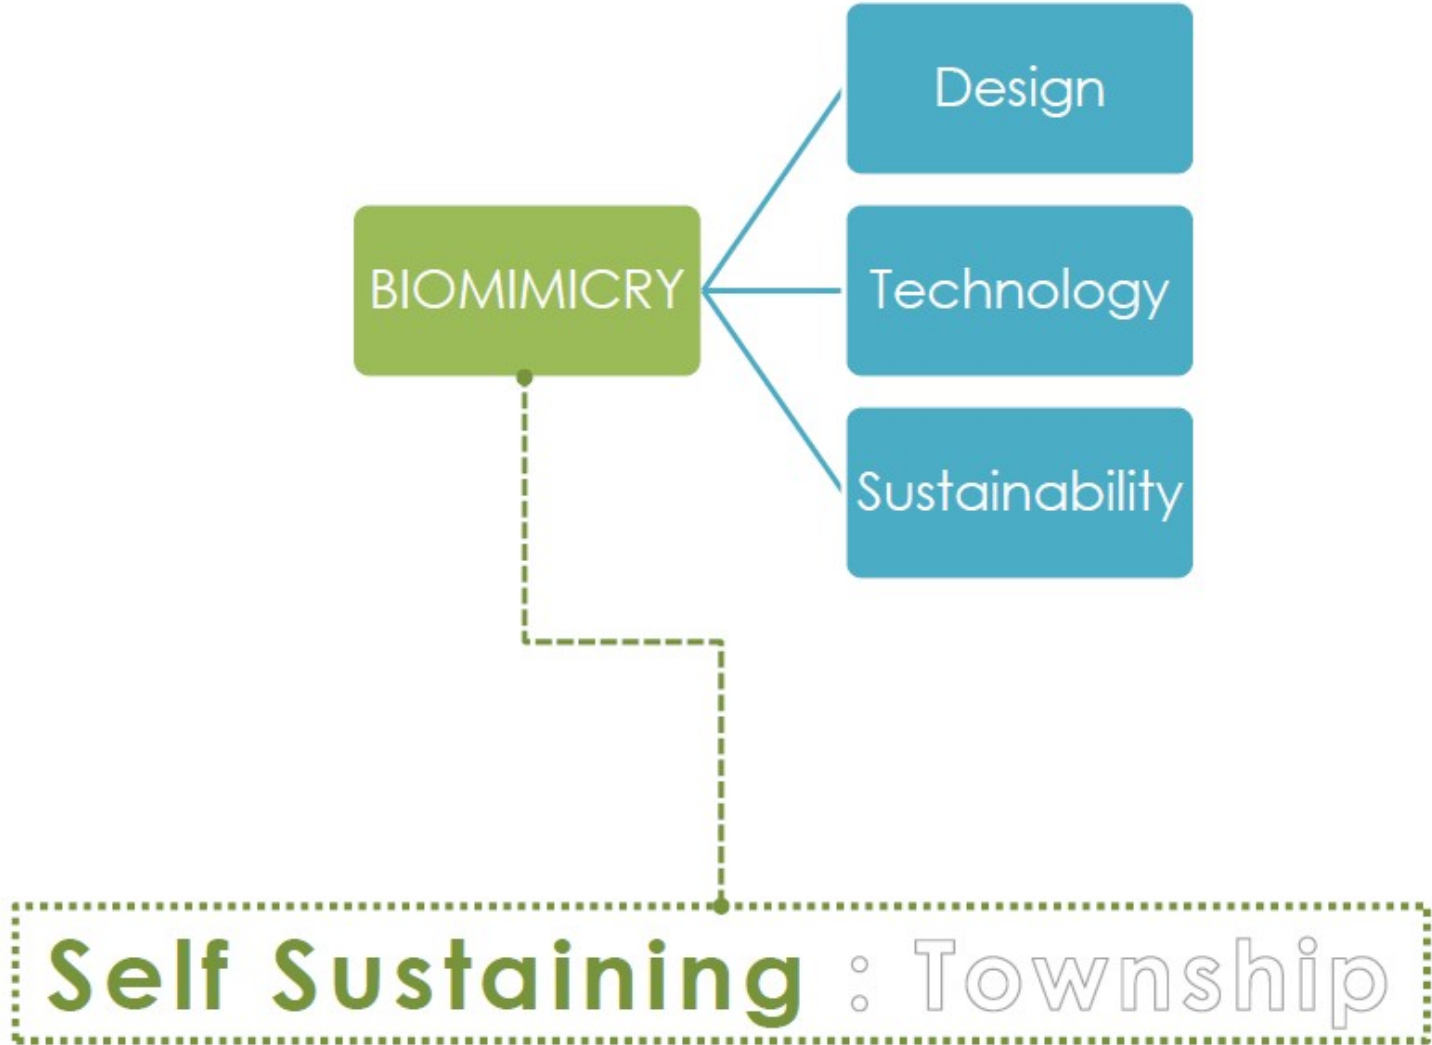 Design
BIOMIMICRY
Technology
Sustainability
Self Sustaining : Township